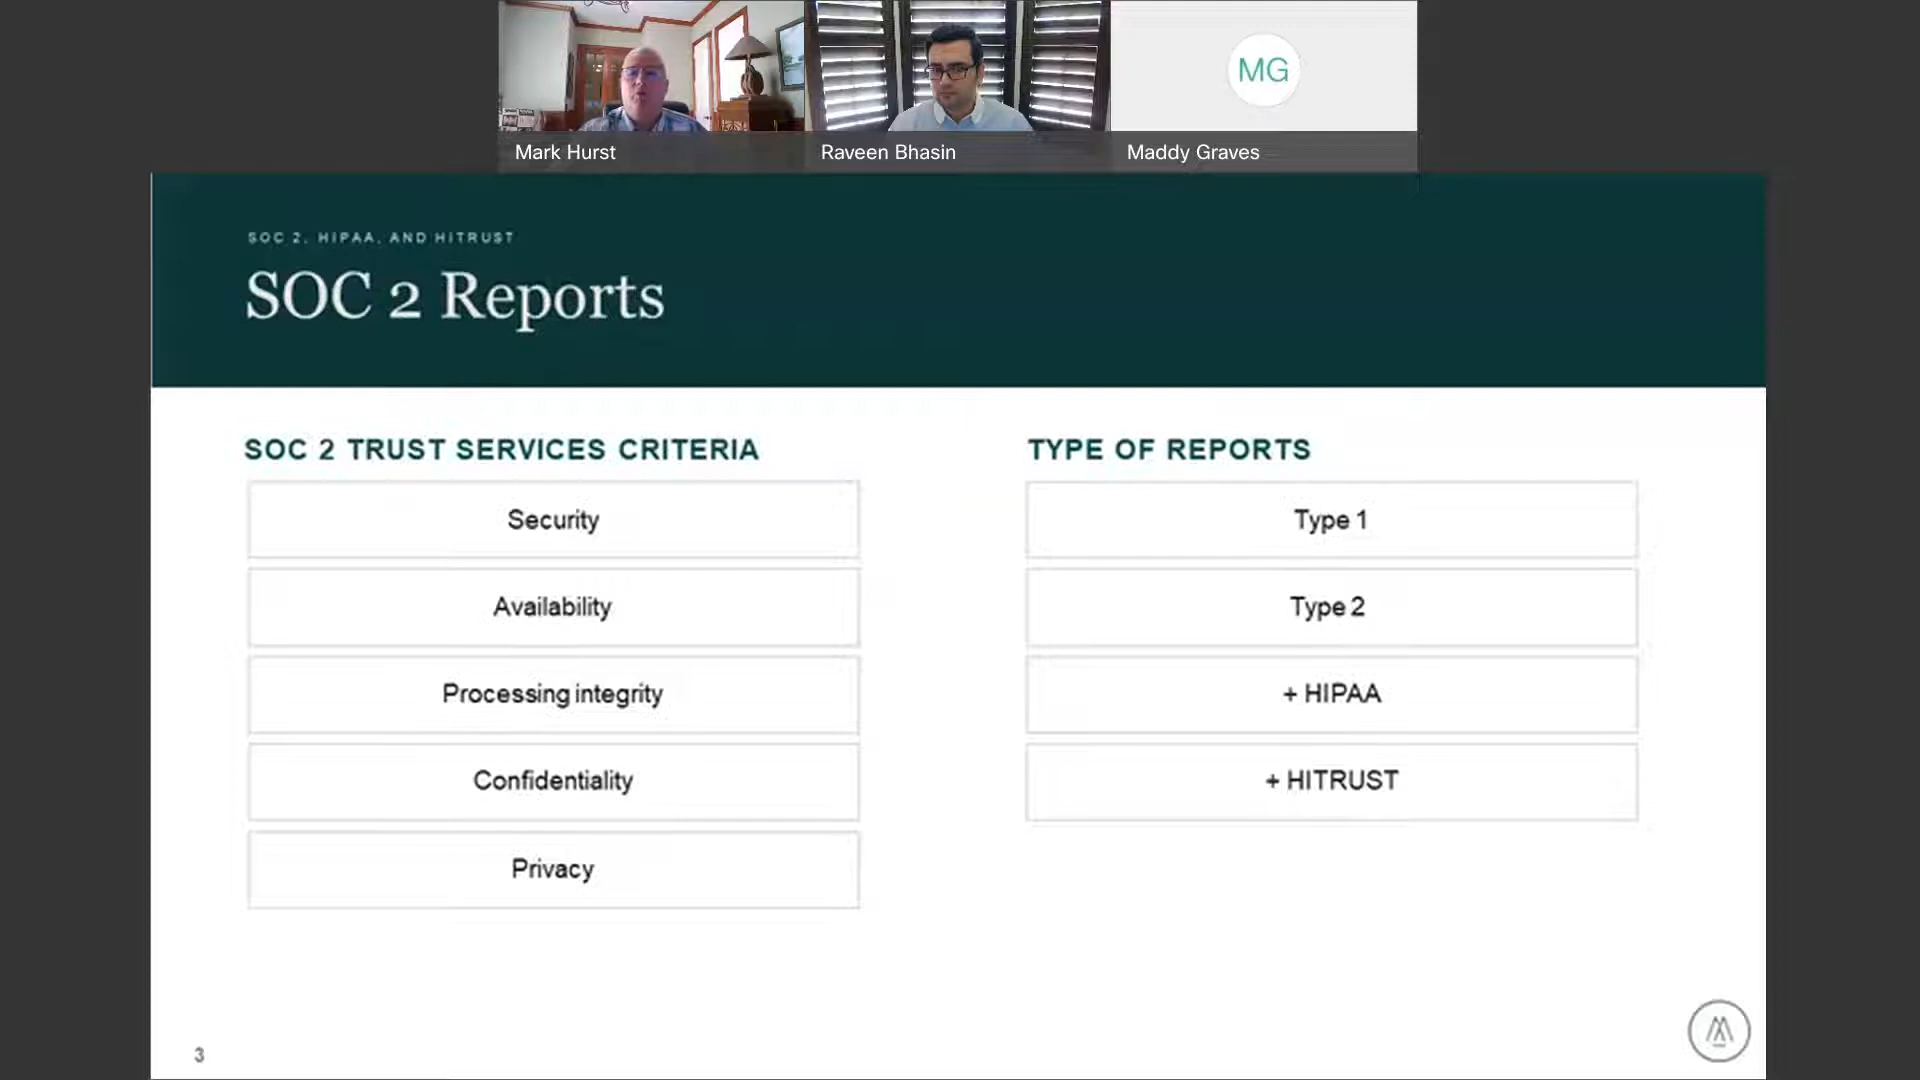 MG
Mark Hurst
Raveen Bhasin
Maddy Graves
SOC 2, HIPAA, AND HITRUST
SOC 2 Reports
SOC 2 TRUST SERVICES CRITERIA
Security
Availability
Processing integrity
Confidentiality
Privacy
TYPE OF REPORTS
Type 1
Type 2
+ HIPAA
+ HITRUST
3